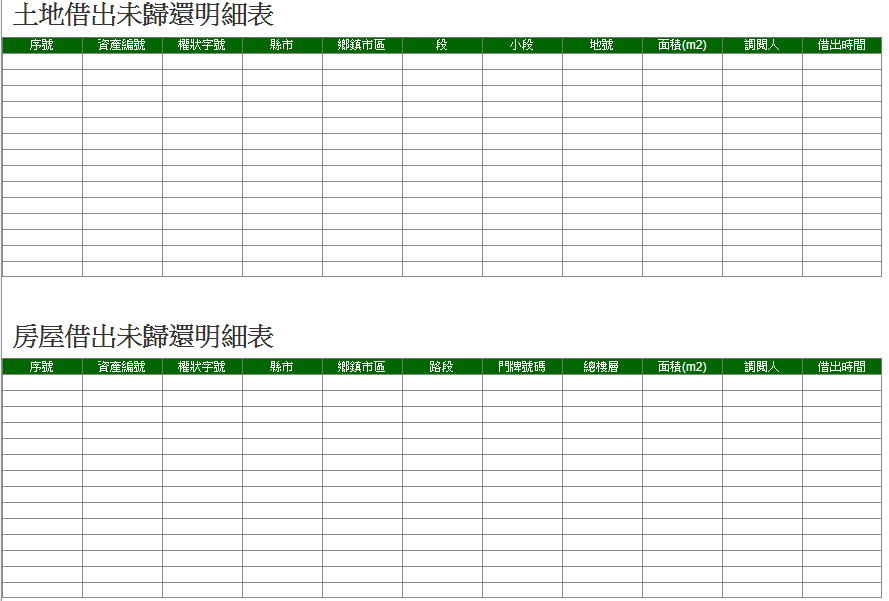 土地借出未歸還明細表
序號 資產編號 權狀字號 縣市 鄉鎮市區 段 小段 地號 面積(m2) 調閱人 借出時間
房屋借出未歸還明細表
序號 資產編號 權狀字號 縣市 鄉鎮市區 路段 門牌號碼 總樓層 面積(m2) 調閱人 借出時間